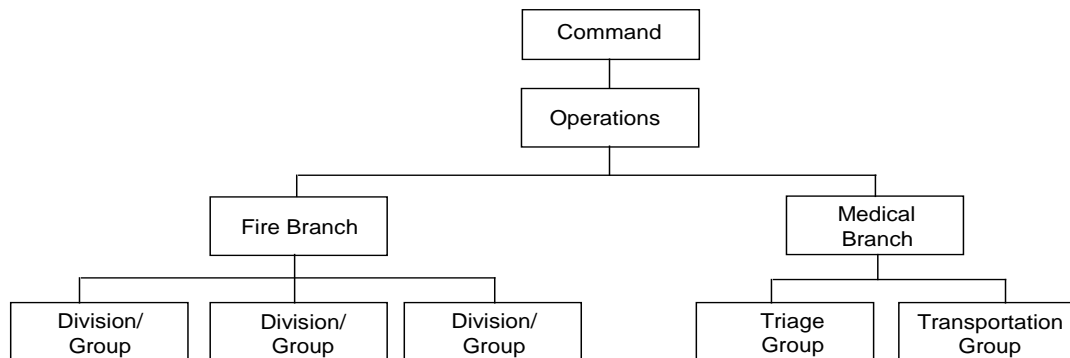 Command
Operations
Fire Branch
Medical
Branch
Division/
Group
Division/
Group
Division/
Group
Triage
Group
Transportation
Group